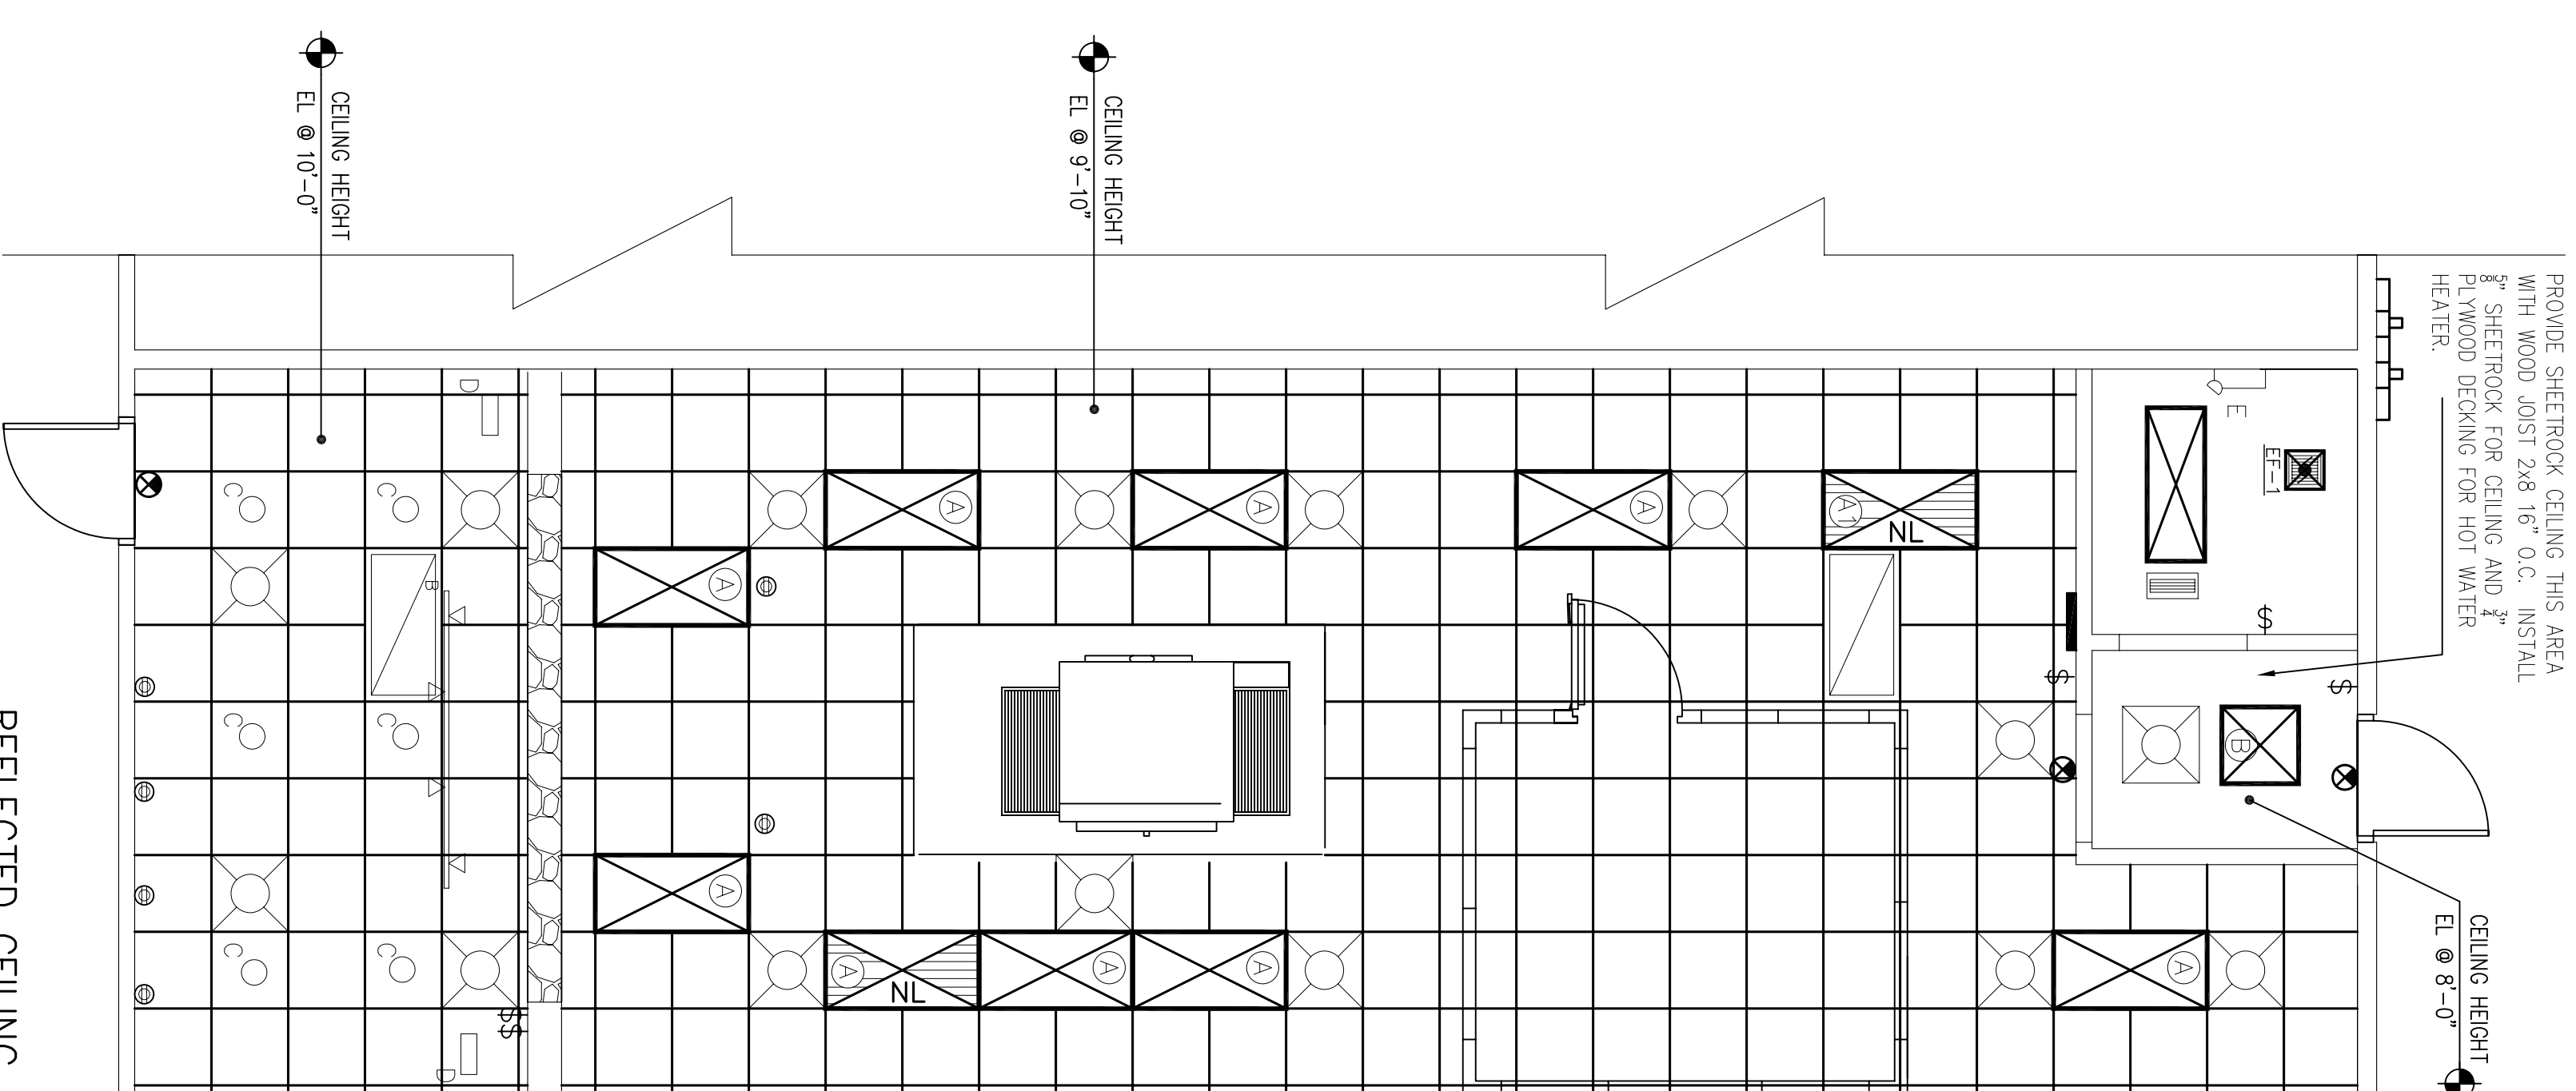 PROVIDE SHEETROCK CEILING THIS AREA
WITH WOOD JOIST 2x8 16" O.C. INSTALL
5/8" SHEETROCK FOR CEILING AND 3/4"
PLYWOOD DECKING FOR HOT WATER
HEATER.
CEILING HEIGHT
EL @ 10'-0"
CEILING HEIGHT
EL @ 9'-10"
CEILING HEIGHT
EL @ 8'-0"
D
E
EF-1
C
C
A
A
A
A1
NL
B
A
$
$
$
C
C
B
A
C
C
A
NL
A
A
A
$$
D
REFLECTED CEILING